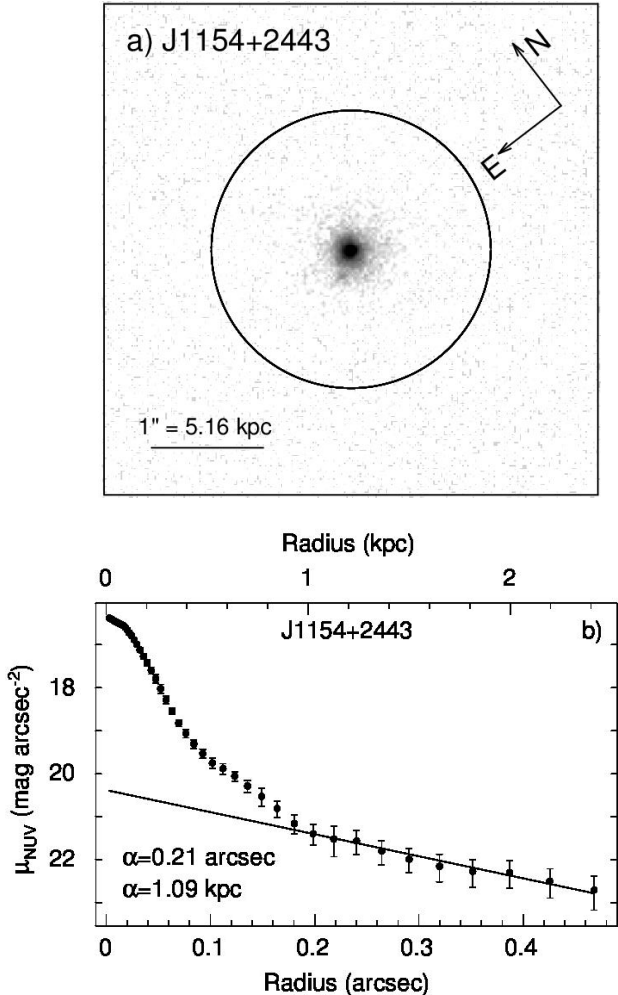 a) J1154+2443
N
E
1" = 5.16 kpc
Radius (kpc)
0 1 2
J1154+2443 b)
18
20
22
μNUV (mag arcsec⁻²)
α=0.21 arcsec
α=1.09 kpc
0 0.1 0.2 0.3 0.4
Radius (arcsec)